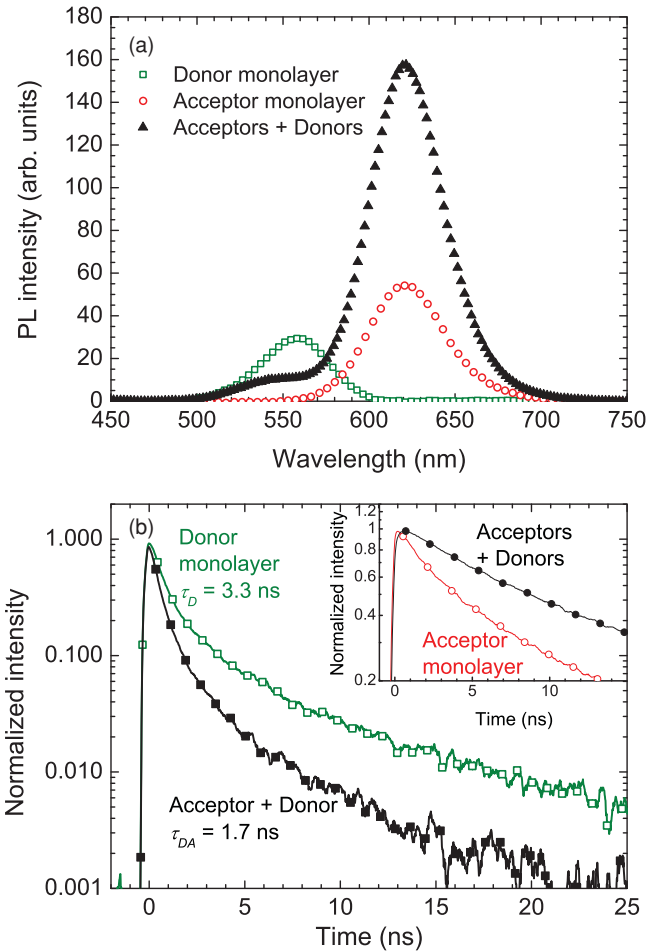 (a)
Donor monolayer
Acceptor monolayer
Acceptors + Donors
PL intensity (arb. units)
180
160
140
120
100
80
60
40
20
0
450 500 550 600 650 700 750
Wavelength (nm)
(b)
Donor
monolayer
τD = 3.3 ns
Acceptor + Donor
τDA = 1.7 ns
Normalized intensity
1.000
0.100
0.010
0.001
0 5 10 15 20 25
Time (ns)
Normalized intensity
1.2
1
0.8
0.6
0.4
0.2
Acceptors
+ Donors
Acceptor
monolayer
0 5 10
Time (ns)